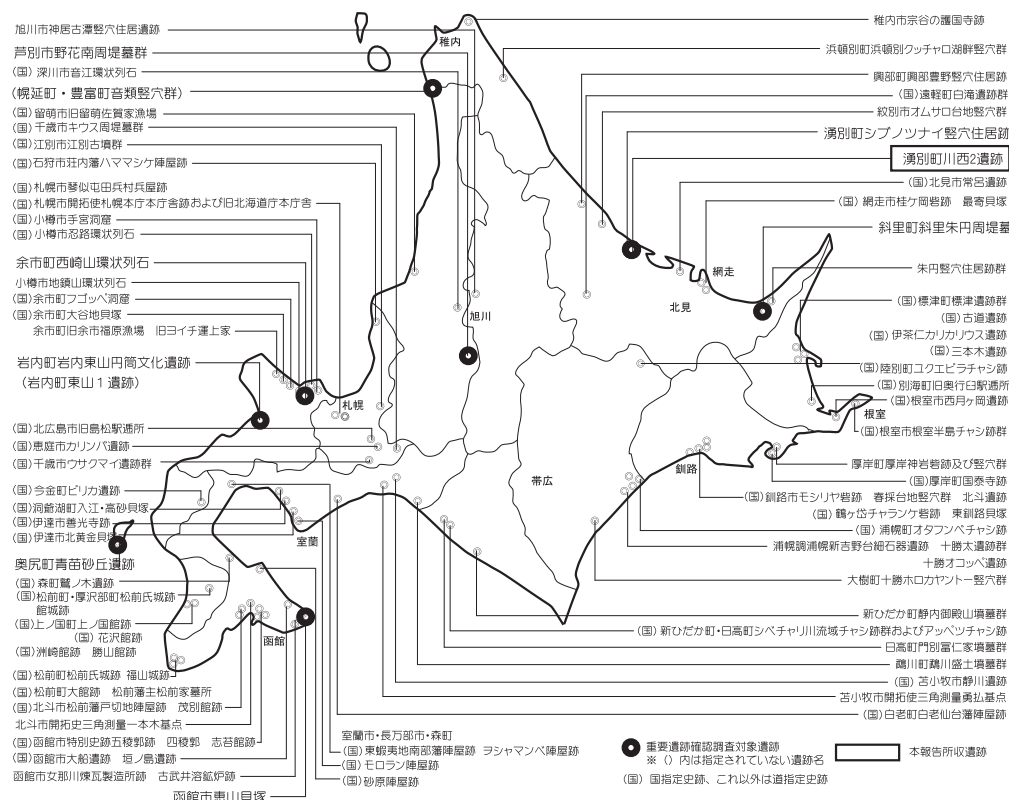 旭川市神居古潭竪穴住居遺跡
芦別市野花南周堤墓群
(国) 深川市音江環状列石
(幌延町・豊富町音類竪穴群)
(国) 留萌市旧留萌佐賀家漁場
(国) 千歳市キウス周堤墓群
(国) 江別市江別古墳群
(国) 石狩市荘内藩ハママシケ陣屋跡
(国) 札幌市琴似屯田兵村兵屋跡
(国) 札幌市開拓使札幌本庁本庁舎跡および旧北海道庁本庁舎
(国) 小樽市手宮洞窟
(国) 小樽市忍路環状列石
余市町西崎山環状列石
小樽市地鎮山環状列石
(国) 余市町フゴッペ洞窟
(国) 余市町大谷地貝塚
余市町旧余市福原漁場　旧ヨイチ運上家
岩内町岩内東山円筒文化遺跡
(岩内町東山1遺跡)
(国) 北広島市旧島松駅逓所
(国) 恵庭市カリンバ遺跡
(国) 千歳市ウサクマイ遺跡群
(国) 今金町ピリカ遺跡
(国) 洞爺湖町入江・高砂貝塚
(国) 伊達市善光寺跡
(国) 伊達市北黄金貝塚
奥尻町青苗砂丘遺跡
(国) 森町鷲ノ木遺跡
(国) 松前町・厚沢部町松前氏城跡
館城跡
(国) 上ノ国町上ノ国館跡
(国) 花沢館跡
(国) 洲崎館跡　勝山館跡
(国) 松前町松前氏城跡 福山城跡
(国) 松前町大館跡　松前藩主松前家墓所
(国) 北斗市松前藩戸切地陣屋跡　茂別館跡
北斗市開拓史三角測量一本木基点
(国) 函館市特別史跡五稜郭跡　四稜郭　志苔館跡
(国) 函館市大船遺跡　垣ノ島遺跡
函館市女那川煉瓦製造所跡　古武井溶鉱炉跡
函館市恵山貝塚
稚内
旭川
札幌
室蘭
函館
帯広
釧路
根室
北見
網走
稚内市宗谷の護国寺跡
浜頓別町浜頓別クッチャロ湖畔竪穴群
興部町興部豊野竪穴住居跡
(国) 遠軽町白滝遺跡群
紋別市オムサロ台地竪穴群
湧別町シブノツナイ竪穴住居跡
湧別町川西2遺跡
(国) 北見市常呂遺跡
(国) 網走市桂ケ岡砦跡　最寄貝塚
斜里町斜里朱円周堤墓
朱円竪穴住居跡群
(国) 標津町標津遺跡群
(国) 古道遺跡
(国) 伊茶仁カリカリウス遺跡
(国) 三本木遺跡
(国) 陸別町ユクエピラチャシ跡
(国) 別海町旧奥行臼駅逓所
(国) 根室市西月ヶ岡遺跡
(国) 根室市根室半島チャシ跡群
厚岸町厚岸神岩砦跡及び竪穴群
(国) 厚岸町国泰寺跡
(国) 釧路市モシリヤ砦跡　春採台地竪穴群　北斗遺跡
(国) 鶴ヶ岱チャランケ砦跡　東釧路貝塚
(国) 浦幌町オタフンベチャシ跡
浦幌調浦幌新吉野台細石器遺跡　十勝太遺跡群
十勝オコッペ遺跡
大樹町十勝ホロカヤントー竪穴群
新ひだか町静内御殿山墳墓群
(国) 新ひだか町・日高町シベチャリ川流域チャシ跡群およびアッペツチャシ跡
日高町門別冨仁家墳墓群
鵡川町鵡川盛土墳墓群
(国) 苫小牧市静川遺跡
苫小牧市開拓使三角測量勇払基点
(国) 白老町白老仙台藩陣屋跡
室蘭市・長万部市・森町
(国) 東蝦夷地南部藩陣屋跡　ヲシャマンベ陣屋跡
(国) モロラン陣屋跡
(国) 砂原陣屋跡
重要遺跡確認調査対象遺跡
※ () 内は指定されていない遺跡名
(国) 国指定史跡、これ以外は道指定史跡
本報告所収遺跡